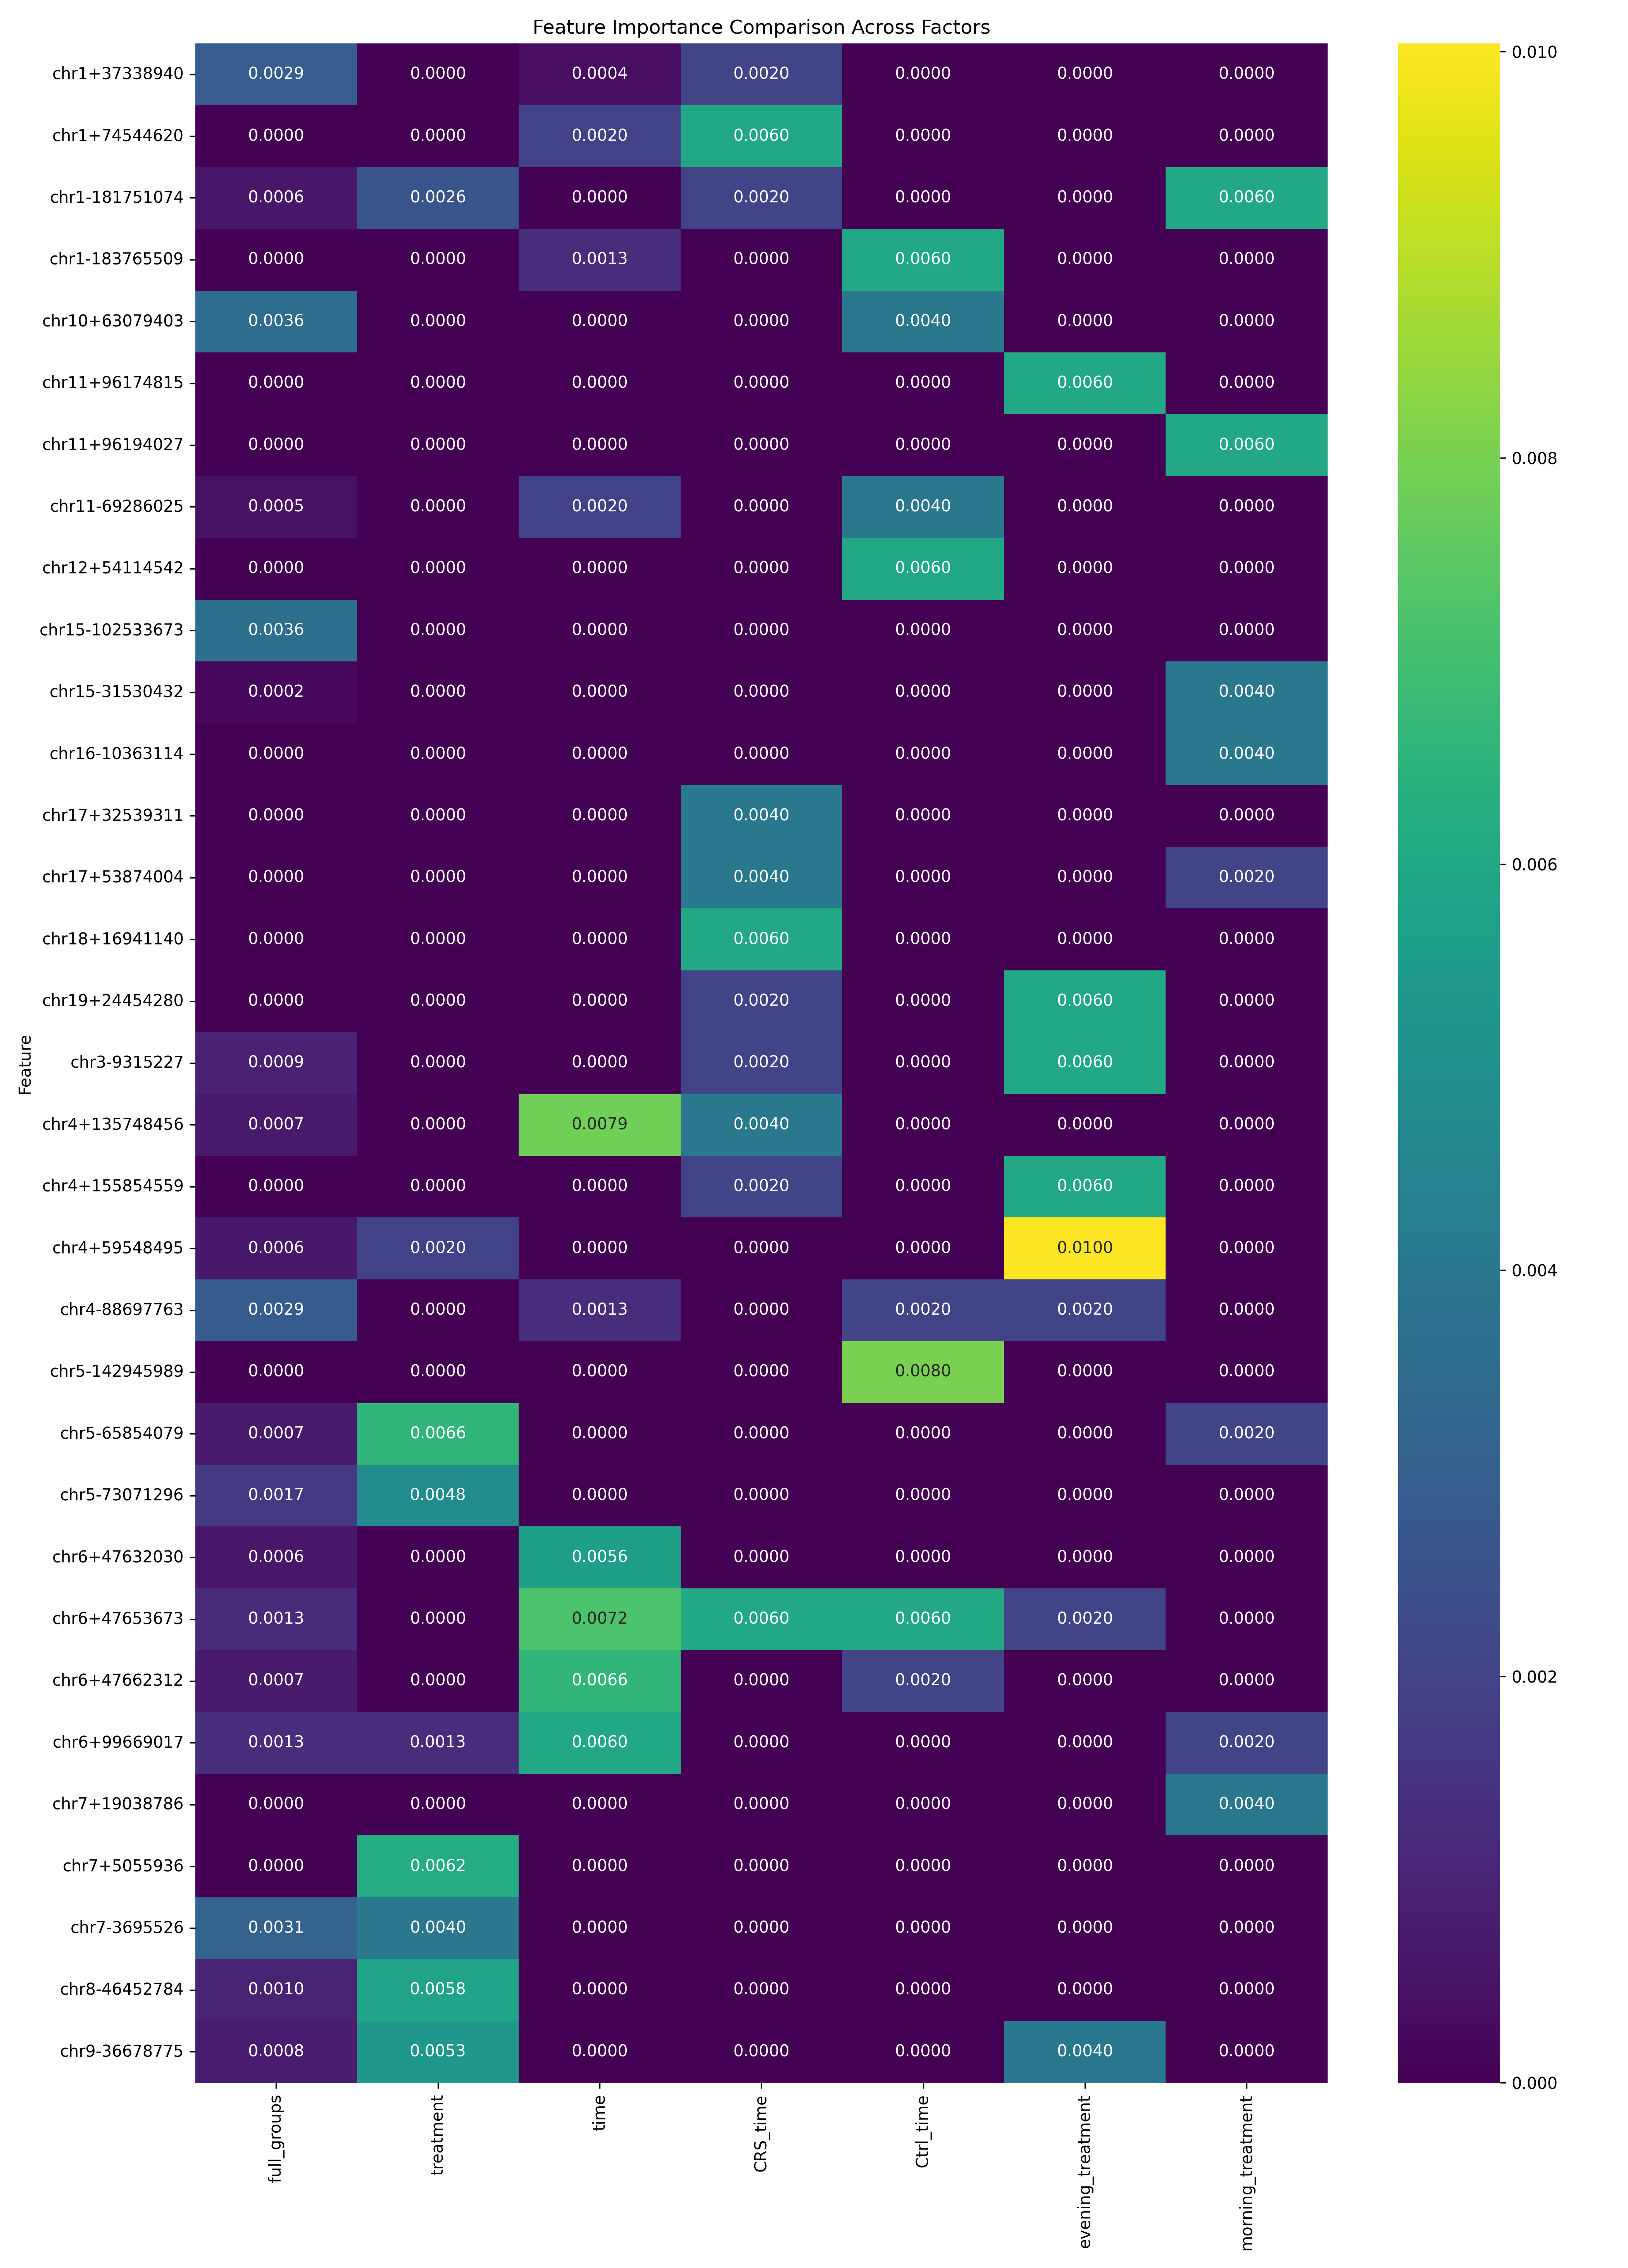 Feature Importance Comparison Across Factors
Feature
chr1+37338940 0.0029 0.0000 0.0004 0.0020 0.0000 0.0000 0.0000
chr1+74544620 0.0000 0.0000 0.0020 0.0060 0.0000 0.0000 0.0000
chr1-181751074 0.0006 0.0026 0.0000 0.0020 0.0000 0.0000 0.0060
chr1-183765509 0.0000 0.0000 0.0013 0.0000 0.0060 0.0000 0.0000
chr10+63079403 0.0036 0.0000 0.0000 0.0000 0.0040 0.0000 0.0000
chr11+96174815 0.0000 0.0000 0.0000 0.0000 0.0000 0.0060 0.0000
chr11+96194027 0.0000 0.0000 0.0000 0.0000 0.0000 0.0000 0.0060
chr11-69286025 0.0005 0.0000 0.0020 0.0000 0.0040 0.0000 0.0000
chr12+54114542 0.0000 0.0000 0.0000 0.0000 0.0060 0.0000 0.0000
chr15-102533673 0.0036 0.0000 0.0000 0.0000 0.0000 0.0000 0.0000
chr15-31530432 0.0002 0.0000 0.0000 0.0000 0.0000 0.0000 0.0040
chr16-10363114 0.0000 0.0000 0.0000 0.0000 0.0000 0.0000 0.0040
chr17+32539311 0.0000 0.0000 0.0000 0.0040 0.0000 0.0000 0.0000
chr17+53874004 0.0000 0.0000 0.0000 0.0040 0.0000 0.0000 0.0020
chr18+16941140 0.0000 0.0000 0.0000 0.0060 0.0000 0.0000 0.0000
chr19+24454280 0.0000 0.0000 0.0000 0.0020 0.0000 0.0060 0.0000
chr3-9315227 0.0009 0.0000 0.0000 0.0020 0.0000 0.0060 0.0000
chr4+135748456 0.0007 0.0000 0.0079 0.0040 0.0000 0.0000 0.0000
chr4+155854559 0.0000 0.0000 0.0000 0.0020 0.0000 0.0060 0.0000
chr4+59548495 0.0006 0.0020 0.0000 0.0000 0.0000 0.0100 0.0000
chr4-88697763 0.0029 0.0000 0.0013 0.0000 0.0020 0.0020 0.0000
chr5-142945989 0.0000 0.0000 0.0000 0.0000 0.0080 0.0000 0.0000
chr5-65854079 0.0007 0.0066 0.0000 0.0000 0.0000 0.0000 0.0020
chr5-73071296 0.0017 0.0048 0.0000 0.0000 0.0000 0.0000 0.0000
chr6+47632030 0.0006 0.0000 0.0056 0.0000 0.0000 0.0000 0.0000
chr6+47653673 0.0013 0.0000 0.0072 0.0060 0.0060 0.0020 0.0000
chr6+47662312 0.0007 0.0000 0.0066 0.0000 0.0020 0.0000 0.0000
chr6+99669017 0.0013 0.0013 0.0060 0.0000 0.0000 0.0000 0.0020
chr7+19038786 0.0000 0.0000 0.0000 0.0000 0.0000 0.0000 0.0040
chr7+5055936 0.0000 0.0062 0.0000 0.0000 0.0000 0.0000 0.0000
chr7-3695526 0.0031 0.0040 0.0000 0.0000 0.0000 0.0000 0.0000
chr8-46452784 0.0010 0.0058 0.0000 0.0000 0.0000 0.0000 0.0000
chr9-36678775 0.0008 0.0053 0.0000 0.0000 0.0000 0.0040 0.0000
full_groups
treatment
time
CRS_time
Ctrl_time
evening_treatment
morning_treatment
0.010
0.008
0.006
0.004
0.002
0.000